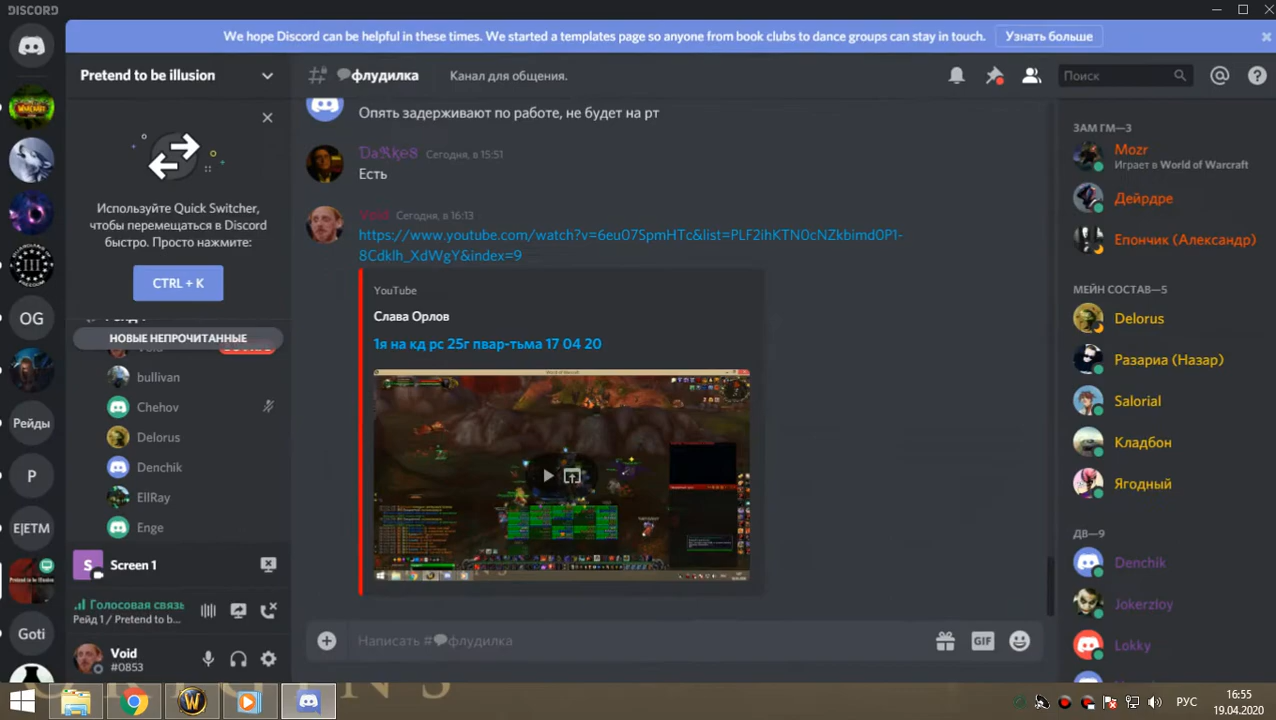 DISCORD
We hope Discord can be helpful in these times. We started a templates page so anyone from book clubs to dance groups can stay in touch.
Узнать больше
Pretend to be illusion
флудилка
Канал для общения.
Поиск
Используйте Quick Switcher,
чтобы перемещаться в Discord
быстро. Просто нажмите:
CTRL + K
НОВЫЕ НЕПРОЧИТАННЫЕ
bullivan
Chehov
Delorus
Denchik
EllRay
Enge
S
Screen 1
Голосовая связь
Рейд 1 / Pretend to b...
Void
#0853
III
OG
Рейды
P
E|ETM
Goti
Опять задерживают по работе, не будет на рт
Сегодня, в 15:51
Есть
Void Сегодня, в 16:13
https://www.youtube.com/watch?v=6eu07SpmHTc&list=PLF2ihKTN0cNZkbimd0P1-
8Cdklh_XdWgY&index=9
YouTube
Слава Орлов
1я на кд рс 25г пвар-тьма 17 04 20
Написать #флудилка
GIF
ЗАМ ГМ—3
Mozr
Играет в World of Warcraft
Дейрдре
Епончик (Александр)
МЕЙН СОСТАВ—5
Delorus
Разариа (Назар)
Salorial
Кладбон
Ягодный
ДВ—9
Denchik
Jokerzloy
Lokky
РУС
16:55
19.04.2020